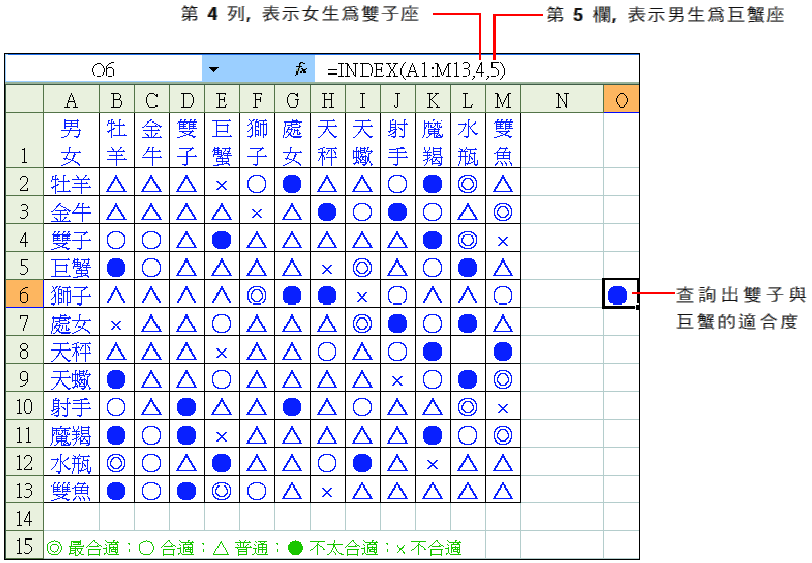 第 4 列, 表示女生為雙子座
第 5 欄, 表示男生為巨蟹座
O6 fx =INDEX(A1:M13,4,5)
A B C D E F G H I J K L M N O
男 牡 金 雙 巨 獅 處 天 天 射 魔 水 雙
1 女 羊 牛 子 蟹 子 女 秤 蠍 手 羯 瓶 魚
2 牡羊 △ △ △ × ○ ● △ △ ○ ● ◎ △
3 金牛 △ △ △ △ × △ ● ○ ● ○ △ ◎
4 雙子 ○ ○ △ ● △ △ △ △ △ ● ◎ ×
5 巨蟹 ● ○ △ △ △ △ × ◎ △ ○ ● △
6 獅子 △ △ △ △ ◎ ● ● × ○ △ △ ○ ●
7 處女 × △ △ ○ △ △ △ ◎ ● ○ ● △
8 天秤 △ △ △ × △ △ ○ △ ○ ● ●
9 天蠍 ● △ △ ○ △ △ △ △ × ○ ● ◎
10 射手 ○ △ ● △ △ ● △ ○ △ △ ◎ ×
11 魔羯 ● ○ ● × △ △ △ △ △ ● ○ ◎
12 水瓶 ◎ ○ △ ● △ △ ○ ● △ × △ △
13 雙魚 ● ○ ● ◎ ○ △ × △ △ △ △ △
14
15 ◎ 最合適；○ 合適；△ 普通；● 不太合適；× 不合適
查詢出雙子與
巨蟹的適合度